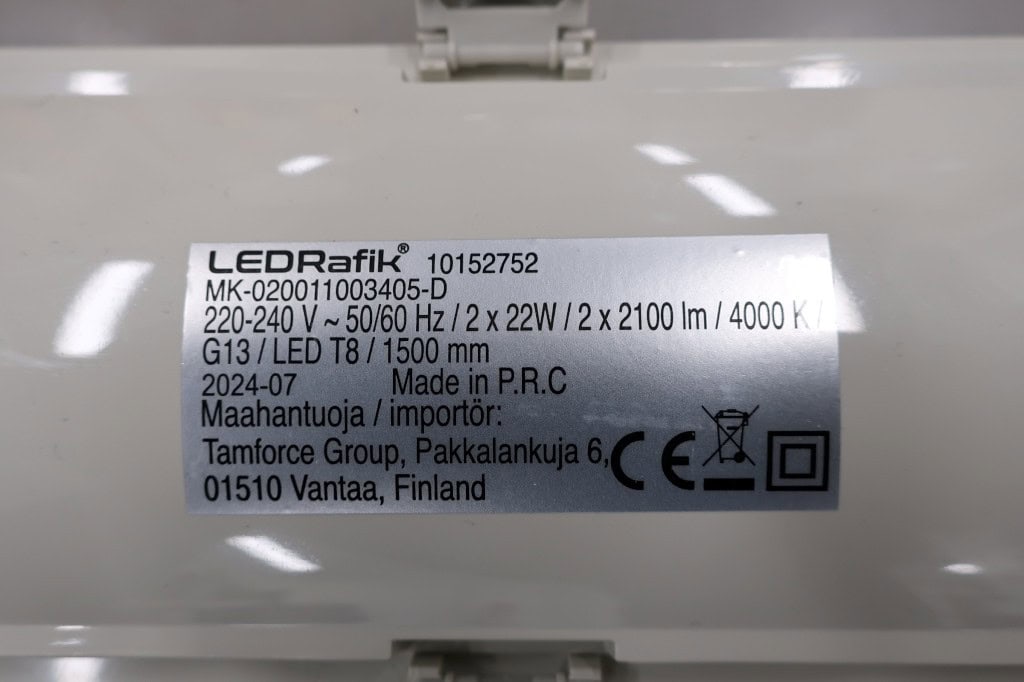 LEDRafik® 10152752
MK-020011003405-D
220-240 V ~ 50/60 Hz / 2 x 22W / 2 x 2100 lm / 4000 K /
G13 / LED T8 / 1500 mm
2024-07 Made in P.R.C
Maahantuoja / importör:
Tamforce Group, Pakkalankuja 6,
01510 Vantaa, Finland
CE